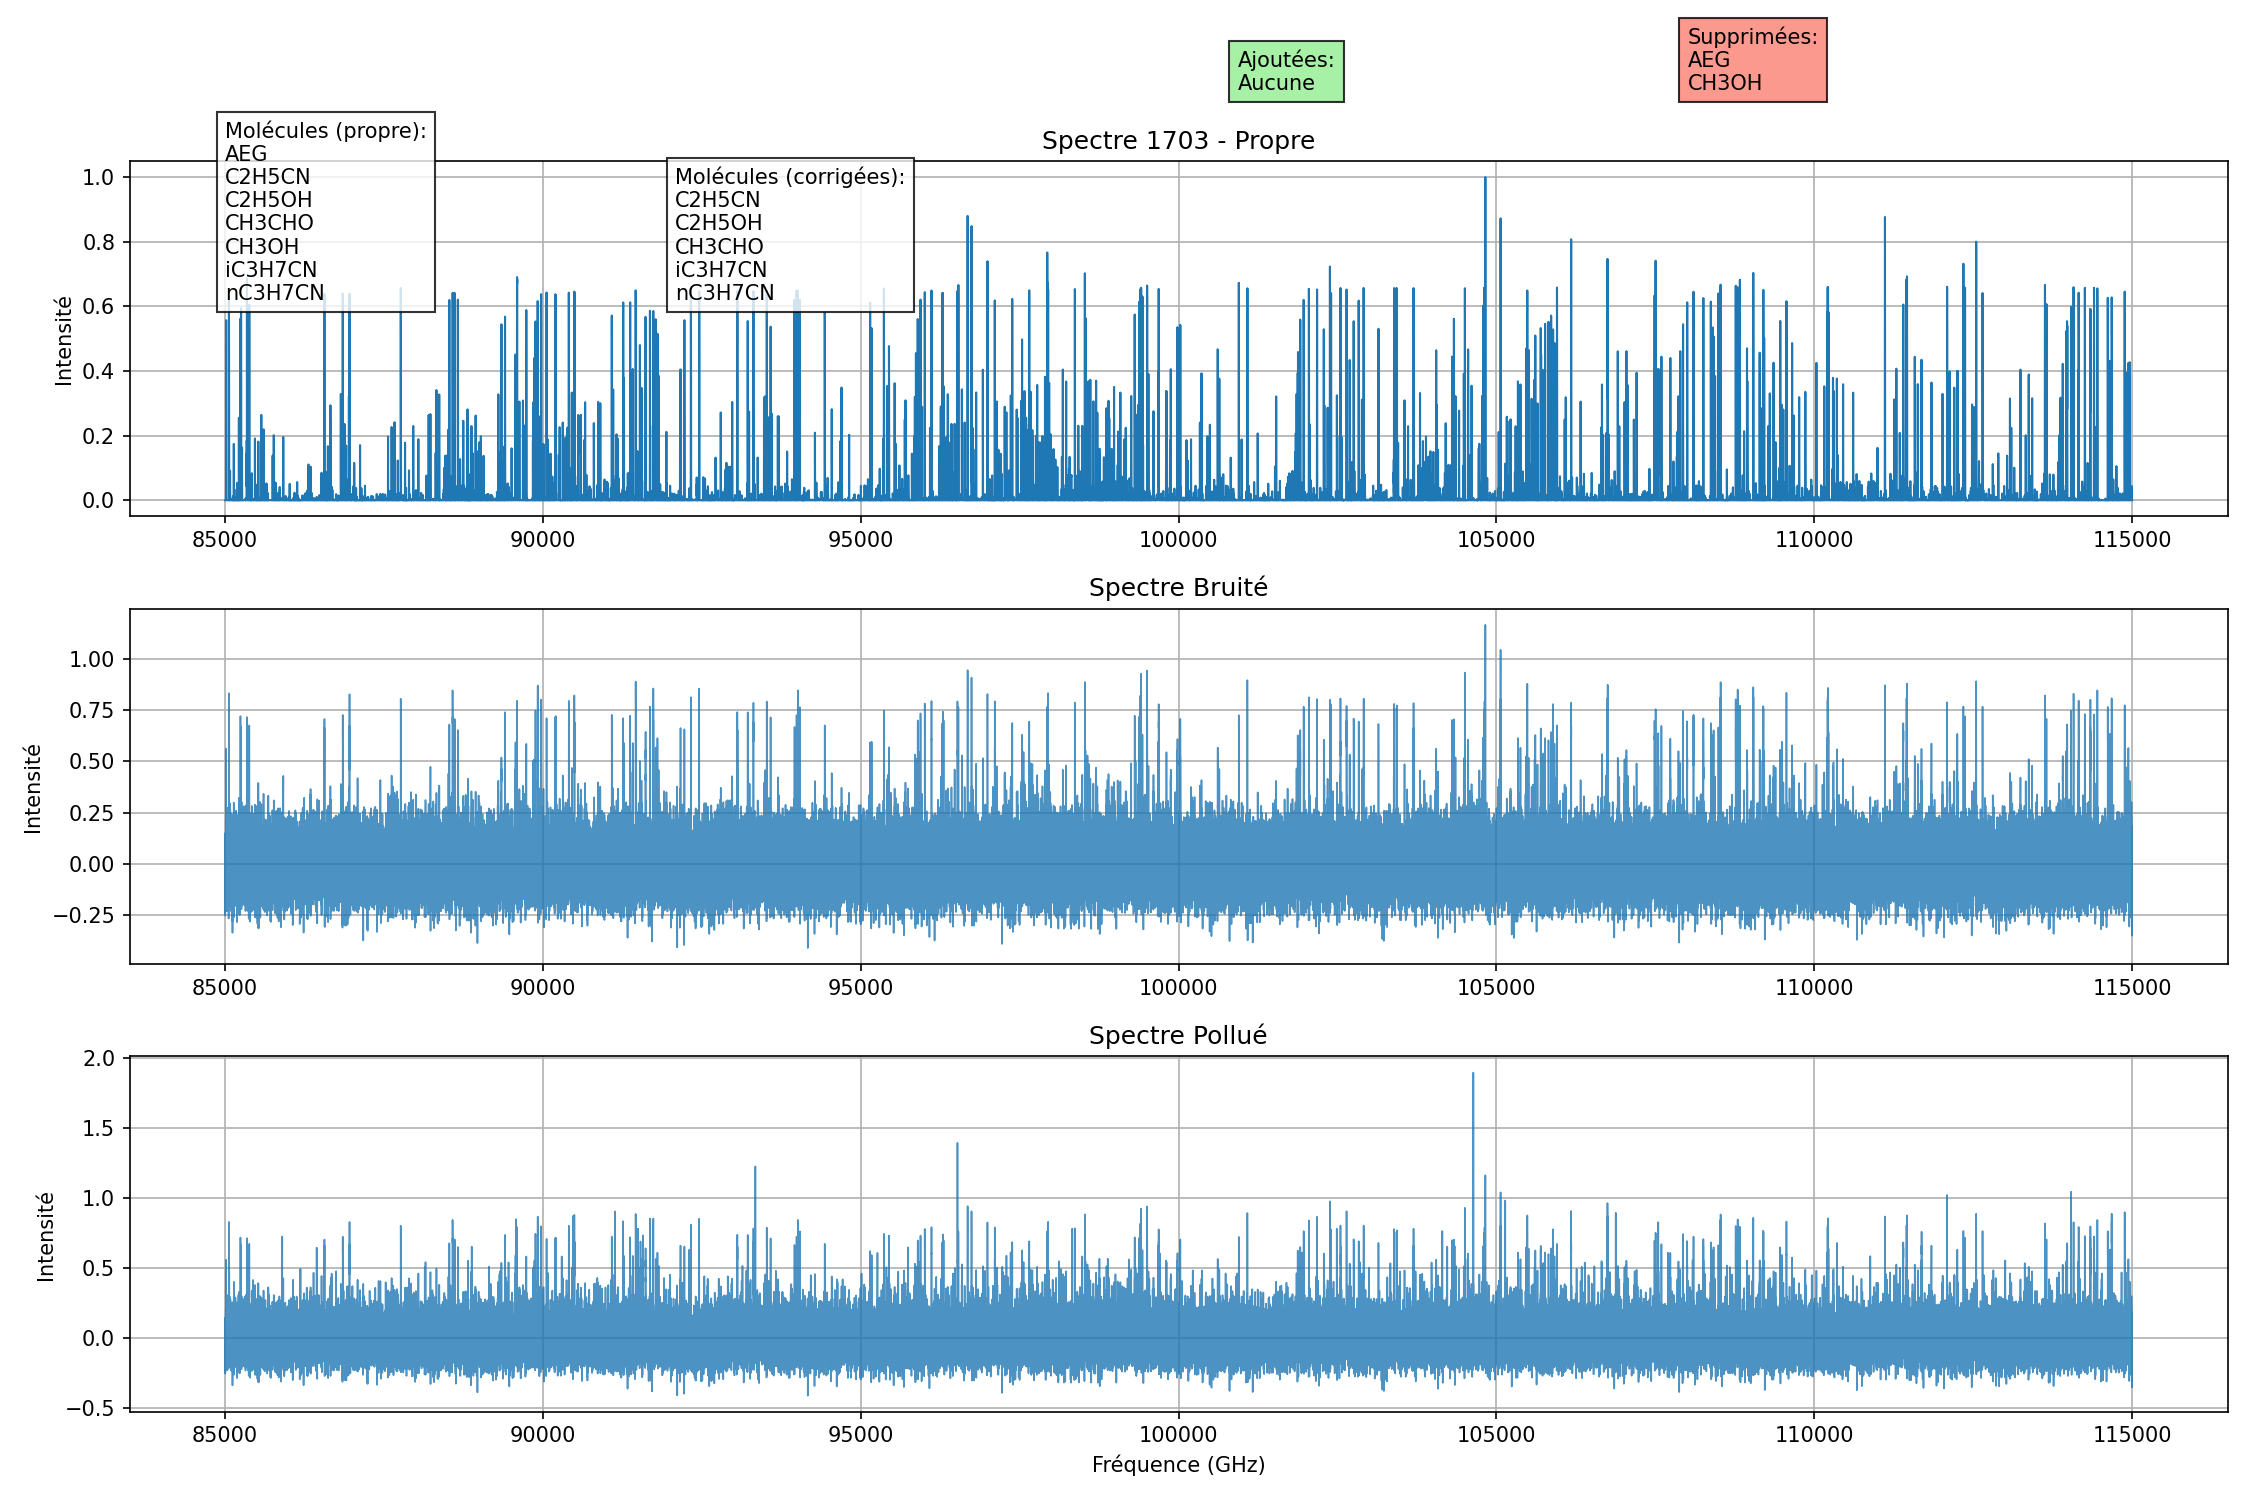 Ajoutées:
Aucune
Supprimées:
AEG
CH3OH
Molécules (propre):
AEG
C2H5CN
C2H5OH
CH3CHO
CH3OH
iC3H7CN
nC3H7CN
Molécules (corrigées):
C2H5CN
C2H5OH
CH3CHO
iC3H7CN
nC3H7CN
Spectre 1703 - Propre
Intensité
1.0
0.8
0.6
0.4
0.2
0.0
85000 90000 95000 100000 105000 110000 115000
Spectre Bruité
Intensité
1.00
0.75
0.50
0.25
0.00
−0.25
85000 90000 95000 100000 105000 110000 115000
Spectre Pollué
Intensité
2.0
1.5
1.0
0.5
0.0
−0.5
85000 90000 95000 100000 105000 110000 115000
Fréquence (GHz)